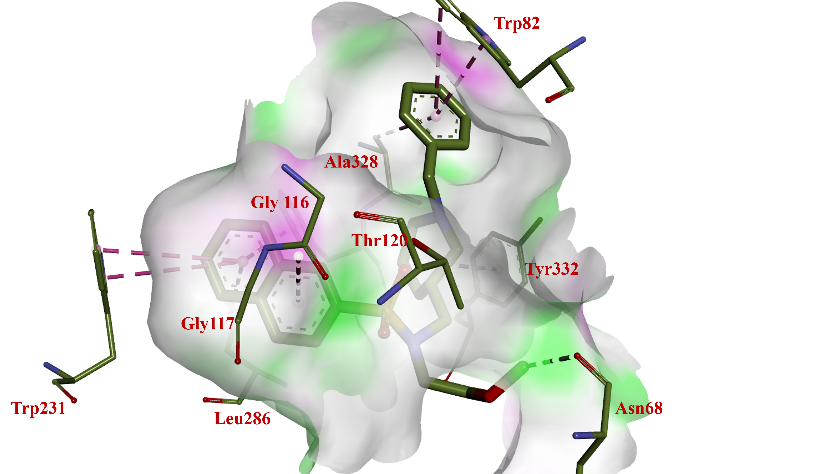 Trp82
Ala328
Gly 116
Thr120
Tyr332
Gly117
Trp231
Leu286
Asn68